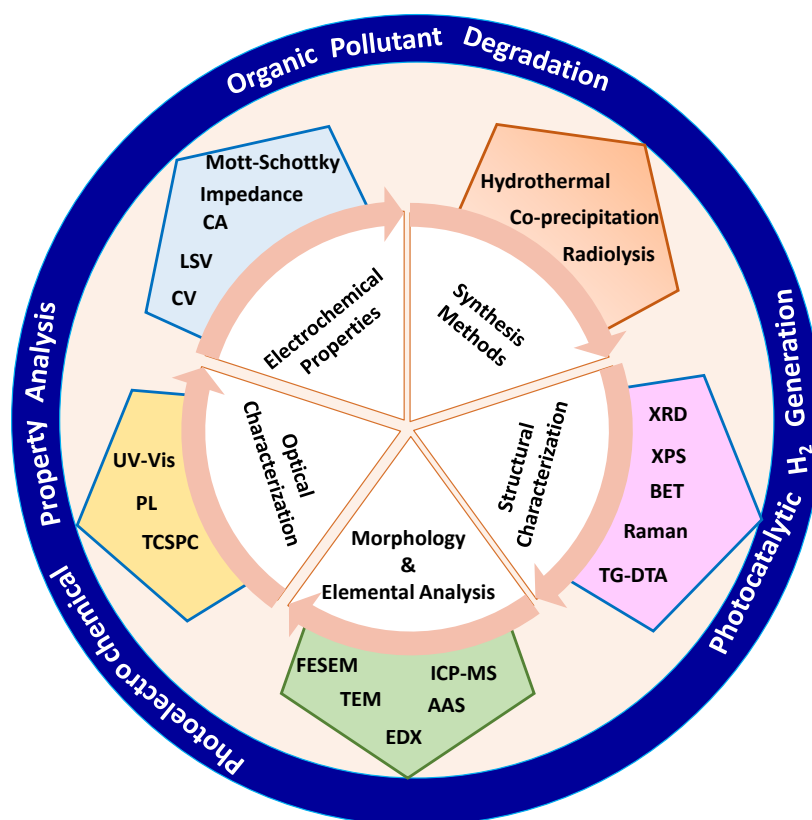 Organic Pollutant Degradation
Photocatalytic H₂ Generation
Photoelectrochemical Property Analysis
Synthesis
Methods
Hydrothermal
Co-precipitation
Radiolysis
Structural
Characterization
XRD
XPS
BET
Raman
TG-DTA
Morphology
&
Elemental Analysis
FESEM
ICP-MS
TEM
AAS
EDX
Optical
Characterization
UV-Vis
PL
TCSPC
Electrochemical
Properties
Mott-Schottky
Impedance
CA
LSV
CV